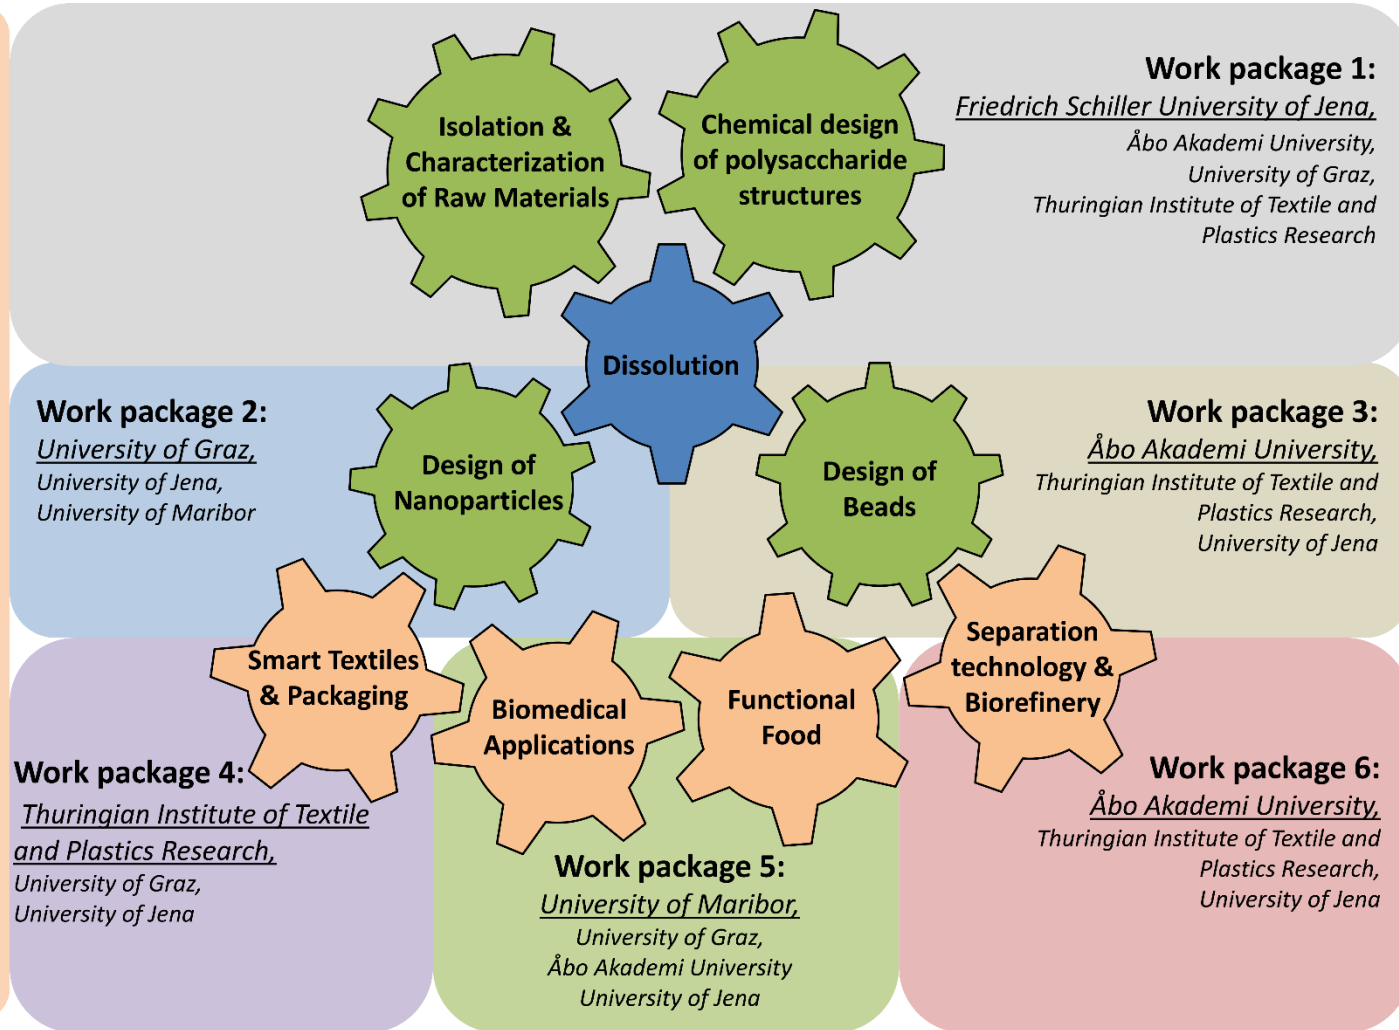 Isolation &
Characterization
of Raw Materials
Chemical design
of polysaccharide
structures
Work package 1:
Friedrich Schiller University of Jena,
Åbo Akademi University,
University of Graz,
Thuringian Institute of Textile and
Plastics Research
Dissolution
Work package 2:
University of Graz,
University of Jena,
University of Maribor
Design of
Nanoparticles
Design of
Beads
Work package 3:
Åbo Akademi University,
Thuringian Institute of Textile and
Plastics Research,
University of Jena
Smart Textiles
& Packaging
Biomedical
Applications
Functional
Food
Separation
technology &
Biorefinery
Work package 4:
Thuringian Institute of Textile
and Plastics Research,
University of Graz,
University of Jena
Work package 5:
University of Maribor,
University of Graz,
Åbo Akademi University
University of Jena
Work package 6:
Åbo Akademi University,
Thuringian Institute of Textile and
Plastics Research,
University of Jena